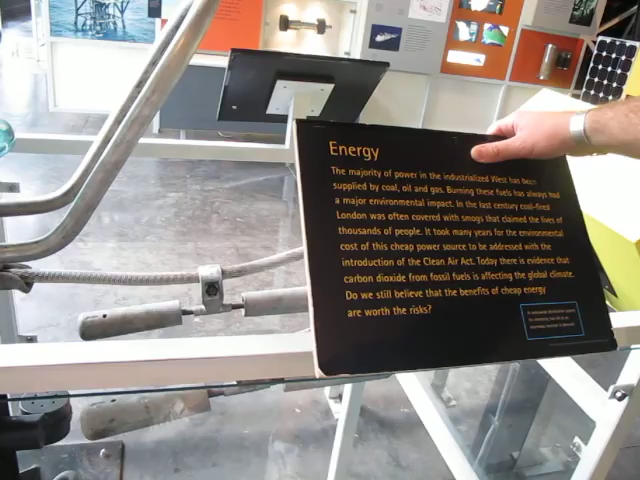 Energy
The majority of power in the industrialized West has been
supplied by coal, oil and gas. Burning these fuels has always had
a major environmental impact. In the last century coal-fired
London was often covered with smogs that claimed the lives of
thousands of people. It took many years for the environmental
cost of this cheap power source to be addressed with the
introduction of the Clean Air Act. Today there is evidence that
carbon dioxide from fossil fuels is affecting the global climate.
Do we still believe that the benefits of cheap energy
are worth the risks?